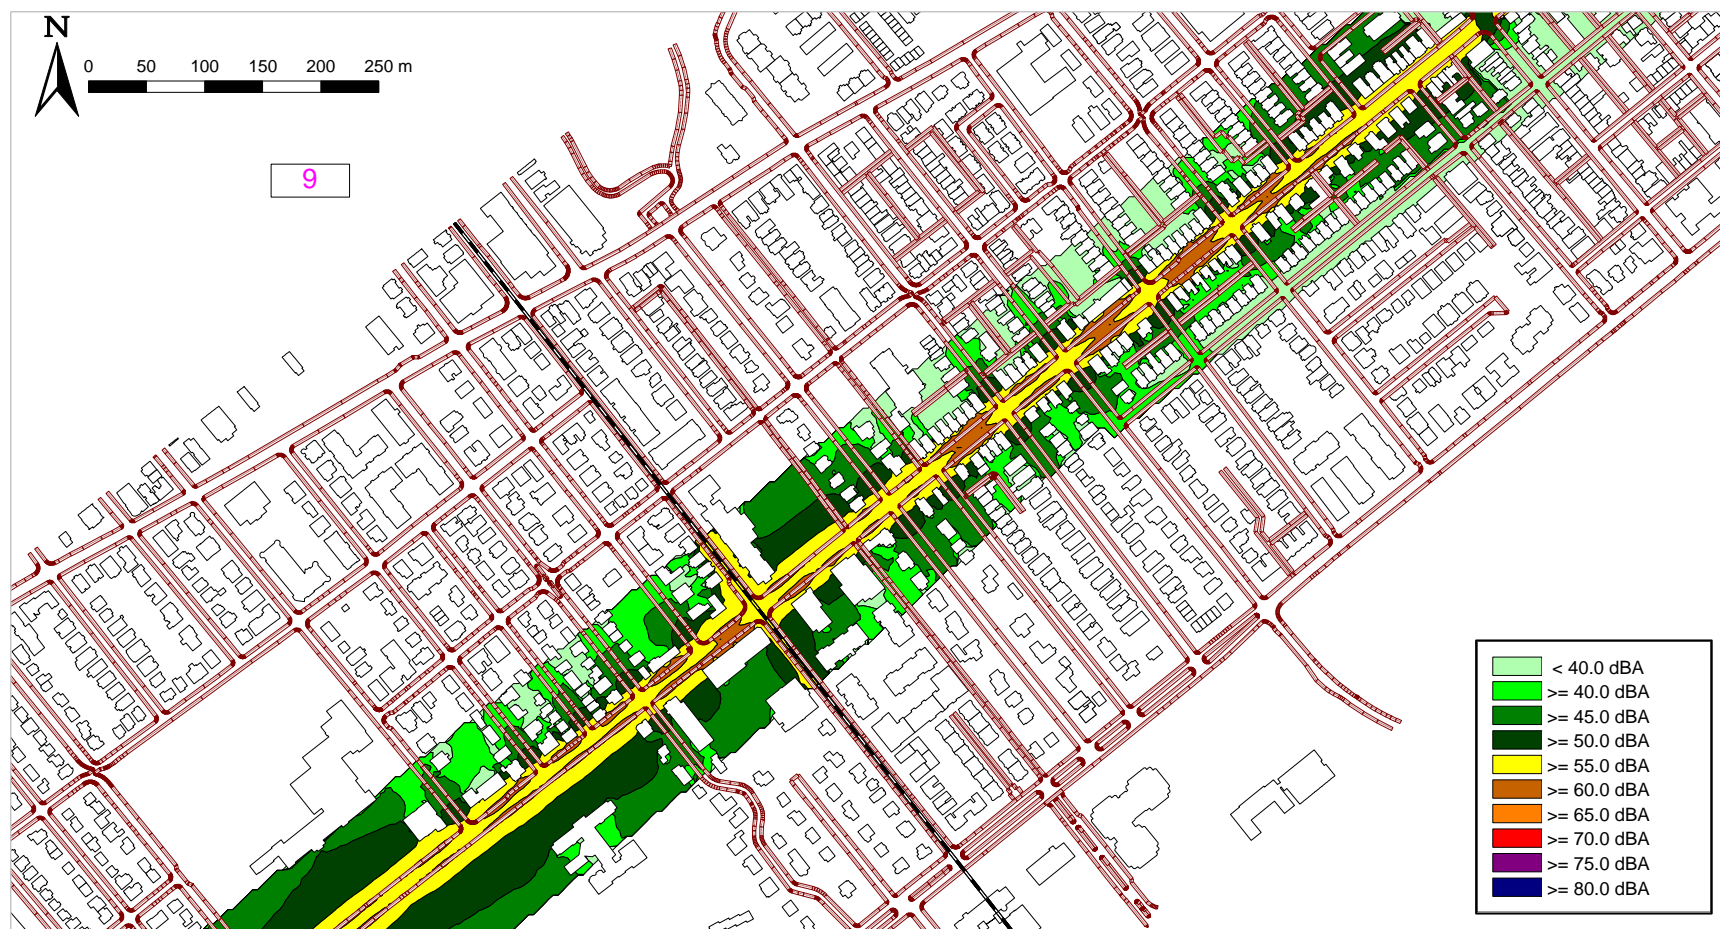 N
0 50 100 150 200 250 m
9
< 40.0 dBA
>= 40.0 dBA
>= 45.0 dBA
>= 50.0 dBA
>= 55.0 dBA
>= 60.0 dBA
>= 65.0 dBA
>= 70.0 dBA
>= 75.0 dBA
>= 80.0 dBA